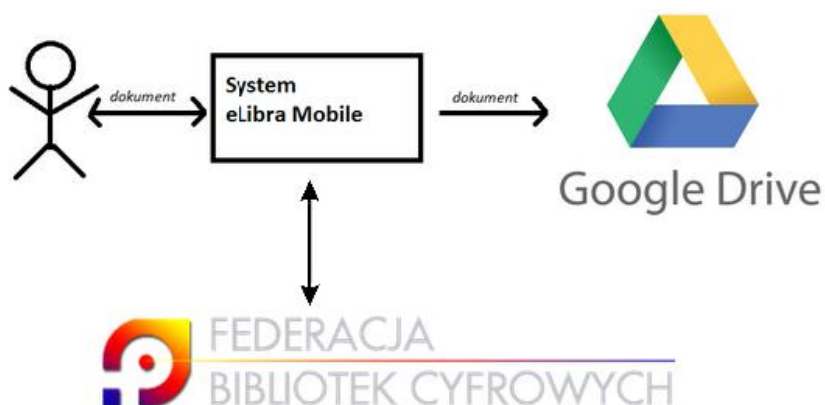 dokument
System
eLibra Mobile
dokument
Google Drive
FEDERACJA
BIBLIOTEK CYFROWYCH